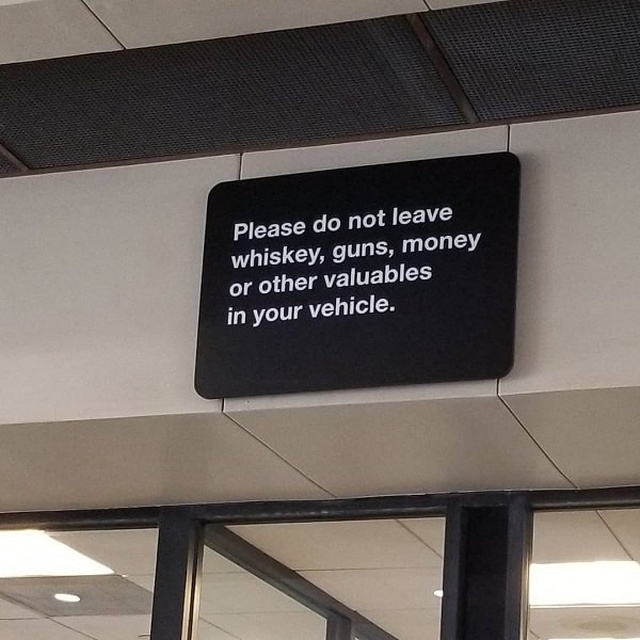 Please do not leave
whiskey, guns, money
or other valuables
in your vehicle.